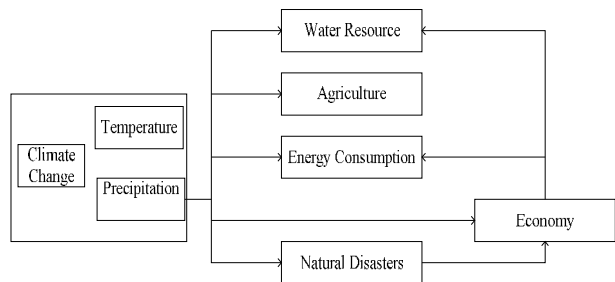 Water Resource
Agriculture
Temperature
Climate
Change
Energy Consumption
Precipitation
Economy
Natural Disasters